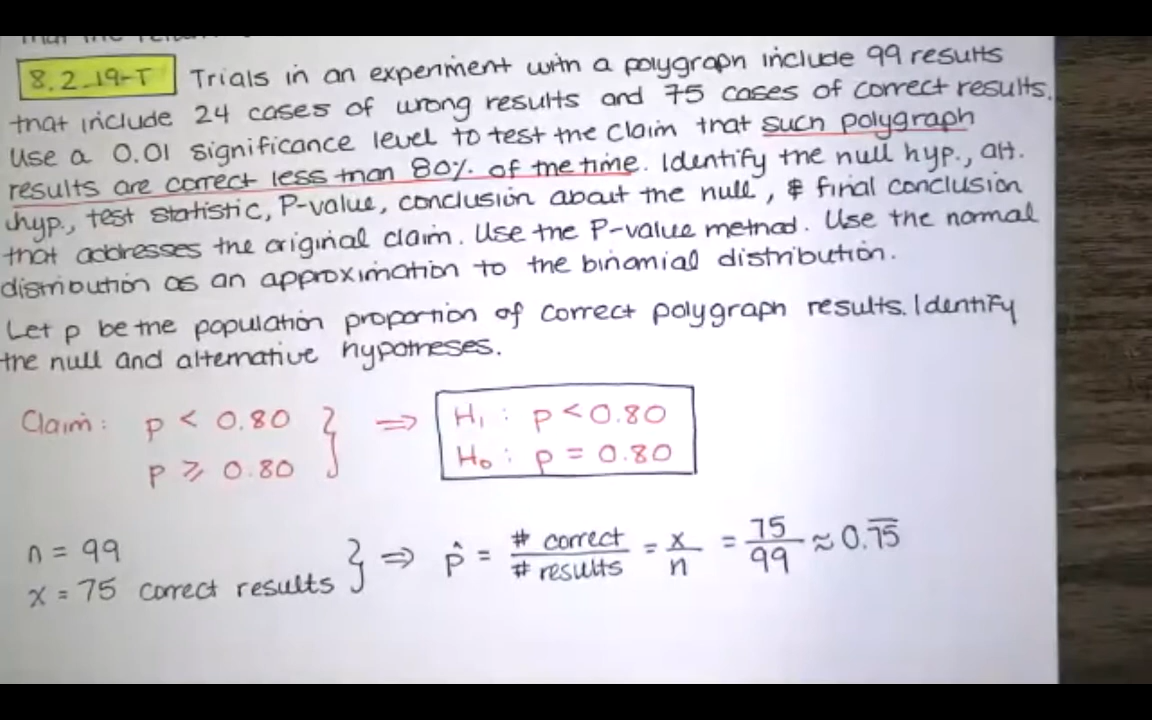 8.2.19-T Trials in an experiment with a polygraph include 99 results
that include 24 cases of wrong results and 75 cases of correct results.
Use a 0.01 significance level to test the claim that such polygraph
results are correct less than 80% of the time. Identify the null hyp., alt.
hyp., test statistic, P-value, conclusion about the null, & final conclusion
that addresses the original claim. Use the P-value method. Use the normal
distribution as an approximation to the binomial distribution.
Let p be the population proportion of correct polygraph results. Identify
the null and alternative hypotheses.
Claim: p < 0.80 } ⇒ H₁ : p < 0.80
p ⩾ 0.80 H₀ : p = 0.80
n = 99
x = 75 correct results } ⇒ p̂ = # correct / # results = x / n = 75 / 99 ≈ 0.7̅5̅